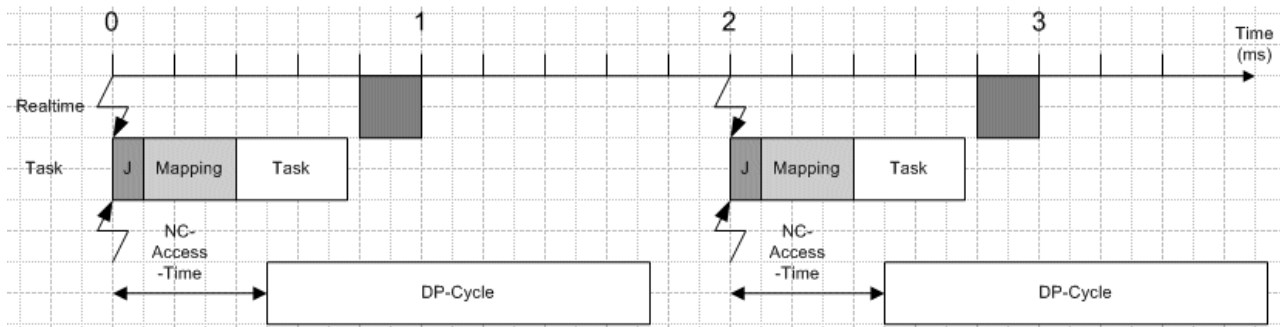 0 1 2 3
Time
(ms)
Realtime
Task J Mapping Task J Mapping Task
NC-
Access
-Time
NC-
Access
-Time
DP-Cycle DP-Cycle